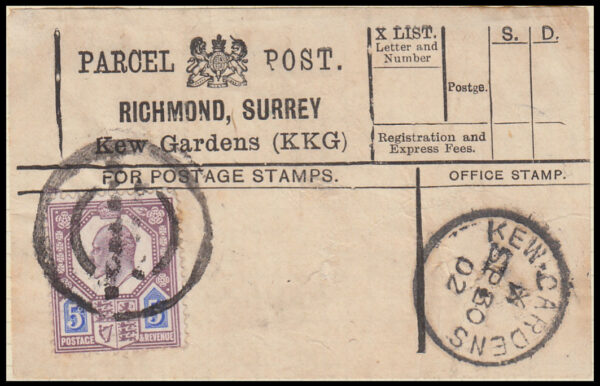 PARCEL POST.
RICHMOND, SURREY
Kew Gardens (KKG)
X LIST.
Letter and
Number
S. D.
Postge.
Registration and
Express Fees.
FOR POSTAGE STAMPS.
OFFICE STAMP.
5 5
POSTAGE & REVENUE
KEW-GARDENS
SP 30
02